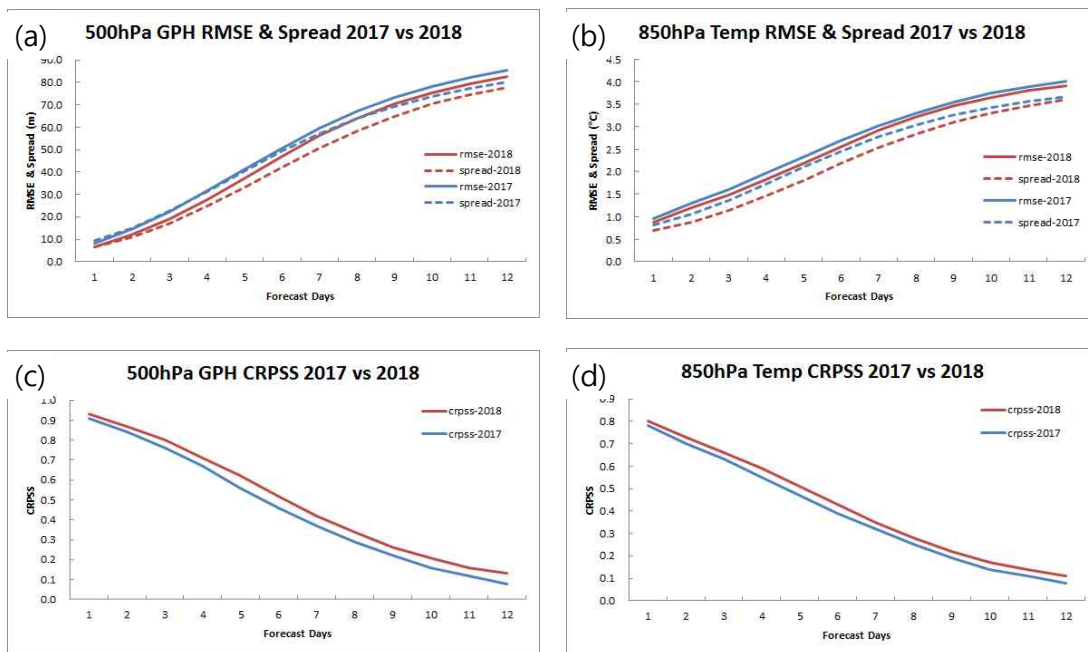 (a)
500hPa GPH RMSE & Spread 2017 vs 2018
90.0
80.0
70.0
60.0
50.0
40.0
30.0
20.0
10.0
0.0
RMSE & Spread (m)
rmse-2018
spread-2018
rmse-2017
spread-2017
1 2 3 4 5 6 7 8 9 10 11 12
Forecast Days
(b)
850hPa Temp RMSE & Spread 2017 vs 2018
4.5
4.0
3.5
3.0
2.5
2.0
1.5
1.0
0.5
0.0
RMSE & Spread (°C)
rmse-2018
spread-2018
rmse-2017
spread-2017
1 2 3 4 5 6 7 8 9 10 11 12
Forecast Days
(c)
500hPa GPH CRPSS 2017 vs 2018
1.0
0.9
0.8
0.7
0.6
0.5
0.4
0.3
0.2
0.1
0.0
CRPSS
crpss-2018
crpss-2017
1 2 3 4 5 6 7 8 9 10 11 12
Forecast Days
(d)
850hPa Temp CRPSS 2017 vs 2018
0.9
0.8
0.7
0.6
0.5
0.4
0.3
0.2
0.1
0.0
CRPSS
crpss-2018
crpss-2017
1 2 3 4 5 6 7 8 9 10 11 12
Forecast Days